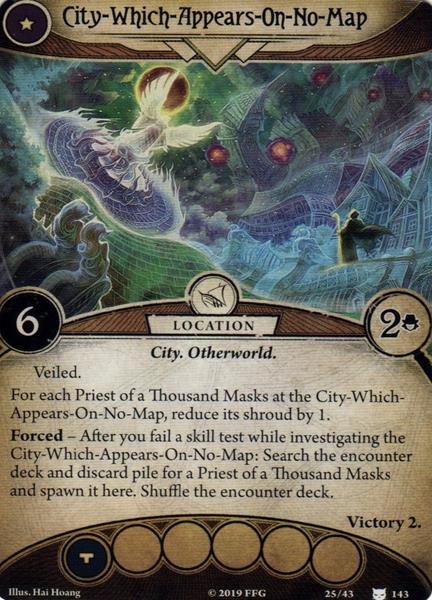 City-Which-Appears-On-No-Map
6
LOCATION
2
City. Otherworld.
Veiled.
For each Priest of a Thousand Masks at the City-Which-
Appears-On-No-Map, reduce its shroud by 1.
Forced – After you fail a skill test while investigating the
City-Which-Appears-On-No-Map: Search the encounter
deck and discard pile for a Priest of a Thousand Masks
and spawn it here. Shuffle the encounter deck.
Victory 2.
Illus. Hai Hoang © 2019 FFG 25/43 143